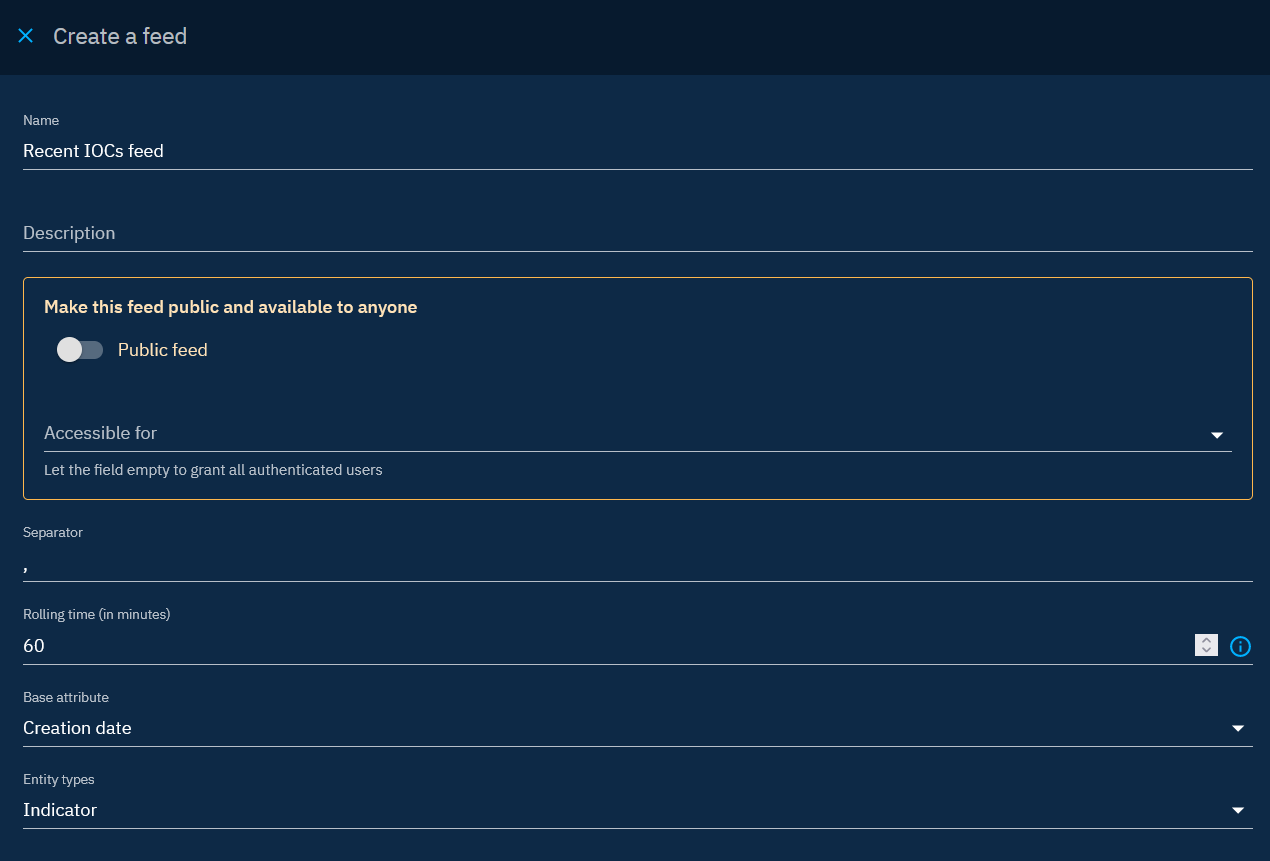 Create a feed
Name
Recent IOCs feed
Description
Make this feed public and available to anyone
Public feed
Accessible for
Let the field empty to grant all authenticated users
Separator
,
Rolling time (in minutes)
60
Base attribute
Creation date
Entity types
Indicator